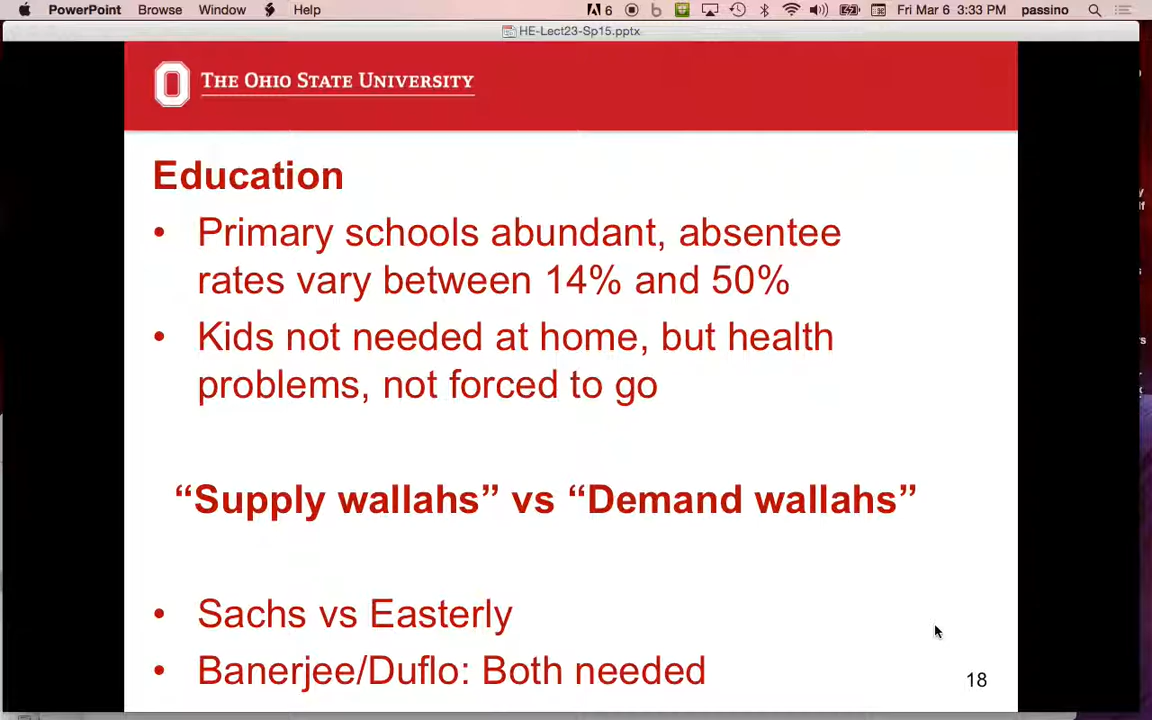 PowerPoint Browse Window Help 6 Fri Mar 6 3:33 PM passino
HE-Lect23-Sp15.pptx
THE OHIO STATE UNIVERSITY
Education
• Primary schools abundant, absentee
rates vary between 14% and 50%
• Kids not needed at home, but health
problems, not forced to go
“Supply wallahs” vs “Demand wallahs”
• Sachs vs Easterly
• Banerjee/Duflo: Both needed
18